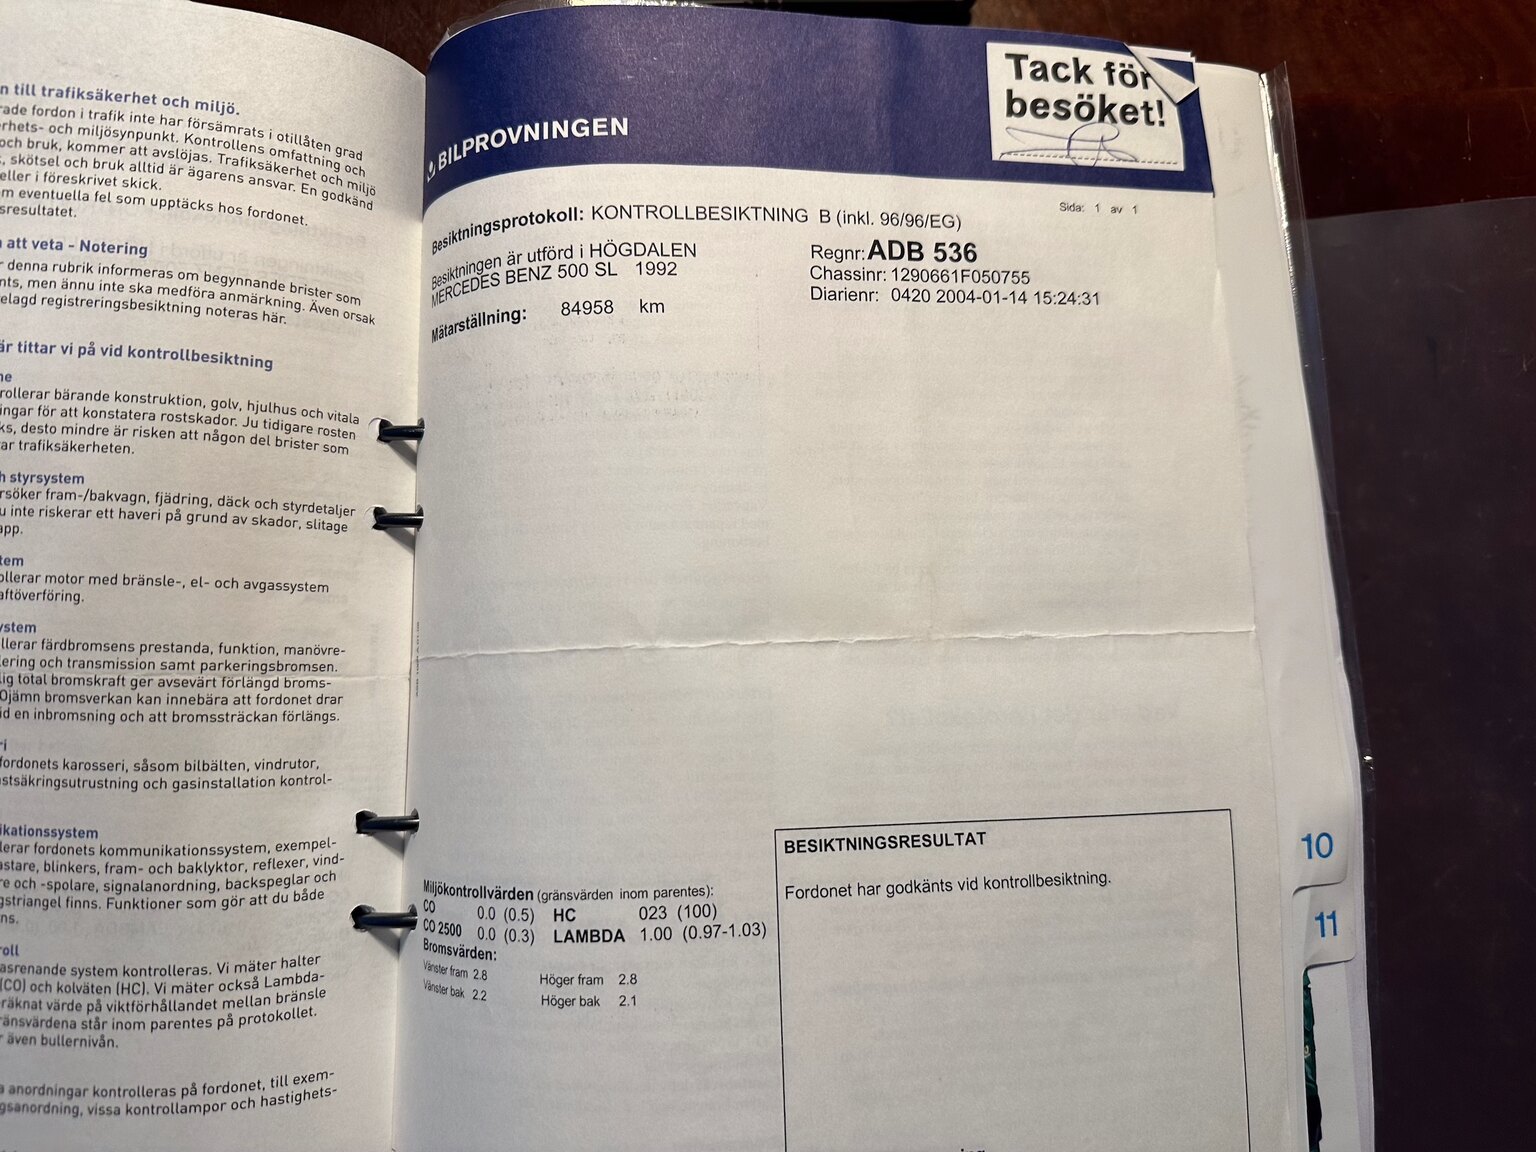 n till trafiksäkerhet och miljö.
rade fordon i trafik inte har försämrats i otillåten grad
rhets- och miljösynpunkt. Kontrollens omfattning och
och bruk, kommer att avslöjas. Trafiksäkerhet och miljö
, skötsel och bruk alltid är ägarens ansvar. En godkänd
eller i föreskrivet skick.
m eventuella fel som upptäcks hos fordonet.
sresultatet.
att veta - Notering
r denna rubrik informeras om begynnande brister som
nts, men ännu inte ska medföra anmärkning. Även orsak
elagd registreringsbesiktning noteras här.
är tittar vi på vid kontrollbesiktning
ne
rollerar bärande konstruktion, golv, hjulhus och vitala
ingar för att konstatera rostskador. Ju tidigare rosten
ks, desto mindre är risken att någon del brister som
ar trafiksäkerheten.
h styrsystem
rsöker fram-/bakvagn, fjädring, däck och styrdetaljer
u inte riskerar ett haveri på grund av skador, slitage
app.
tem
ollerar motor med bränsle-, el- och avgassystem
aftöverföring.
ystem
llerar färdbromsens prestanda, funktion, manövre-
lering och transmission samt parkeringsbromsen.
lig total bromskraft ger avsevärt förlängd broms-
Ojämn bromsverkan kan innebära att fordonet drar
id en inbromsning och att bromssträckan förlängs.
ri
fordonets karosseri, såsom bilbälten, vindrutor,
stsäkringsutrustning och gasinstallation kontrol-
ikationssystem
lerar fordonets kommunikationssystem, exempel-
astare, blinkers, fram- och baklyktor, reflexer, vind-
re och -spolare, signalanordning, backspeglar och
gstriangel finns. Funktioner som gör att du både
ns.
roll
asrenande system kontrolleras. Vi mäter halter
(CO) och kolväten (HC). Vi mäter också Lambda-
eräknat värde på viktförhållandet mellan bränsle
ränsvärdena står inom parentes på protokollet.
r även bullernivån.
a anordningar kontrolleras på fordonet, till exem-
gsanordning, vissa kontrollampor och hastighets-
BILPROVNINGEN
Tack för
besöket!
Sida: 1 av 1
Besiktningsprotokoll: KONTROLLBESIKTNING B (inkl. 96/96/EG)
Besiktningen är utförd i HÖGDALEN
MERCEDES BENZ 500 SL 1992
Mätarställning: 84958 km
Regnr: ADB 536
Chassinr: 1290661F050755
Diarienr: 0420 2004-01-14 15:24:31
Miljökontrollvärden (gränsvärden inom parentes):
CO 0.0 (0.5) HC 023 (100)
CO 2500 0.0 (0.3) LAMBDA 1.00 (0.97-1.03)
Bromsvärden:
Vänster fram 2.8 Höger fram 2.8
Vänster bak 2.2 Höger bak 2.1
BESIKTNINGSRESULTAT
Fordonet har godkänts vid kontrollbesiktning.
10
11